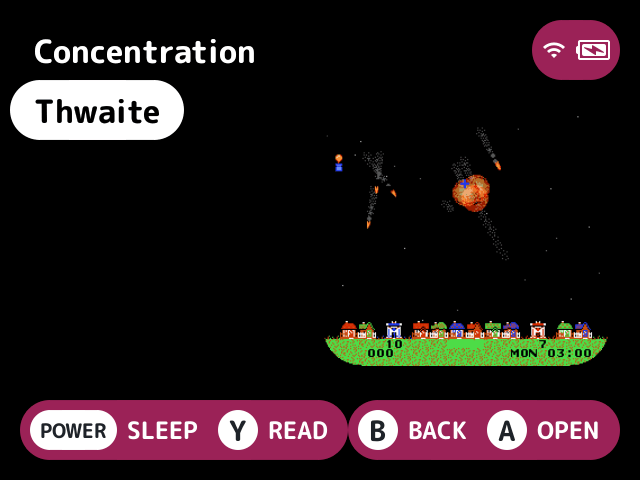 Concentration
Thwaite
10
7
000
MON 03:00
POWER SLEEP Y READ B BACK A OPEN